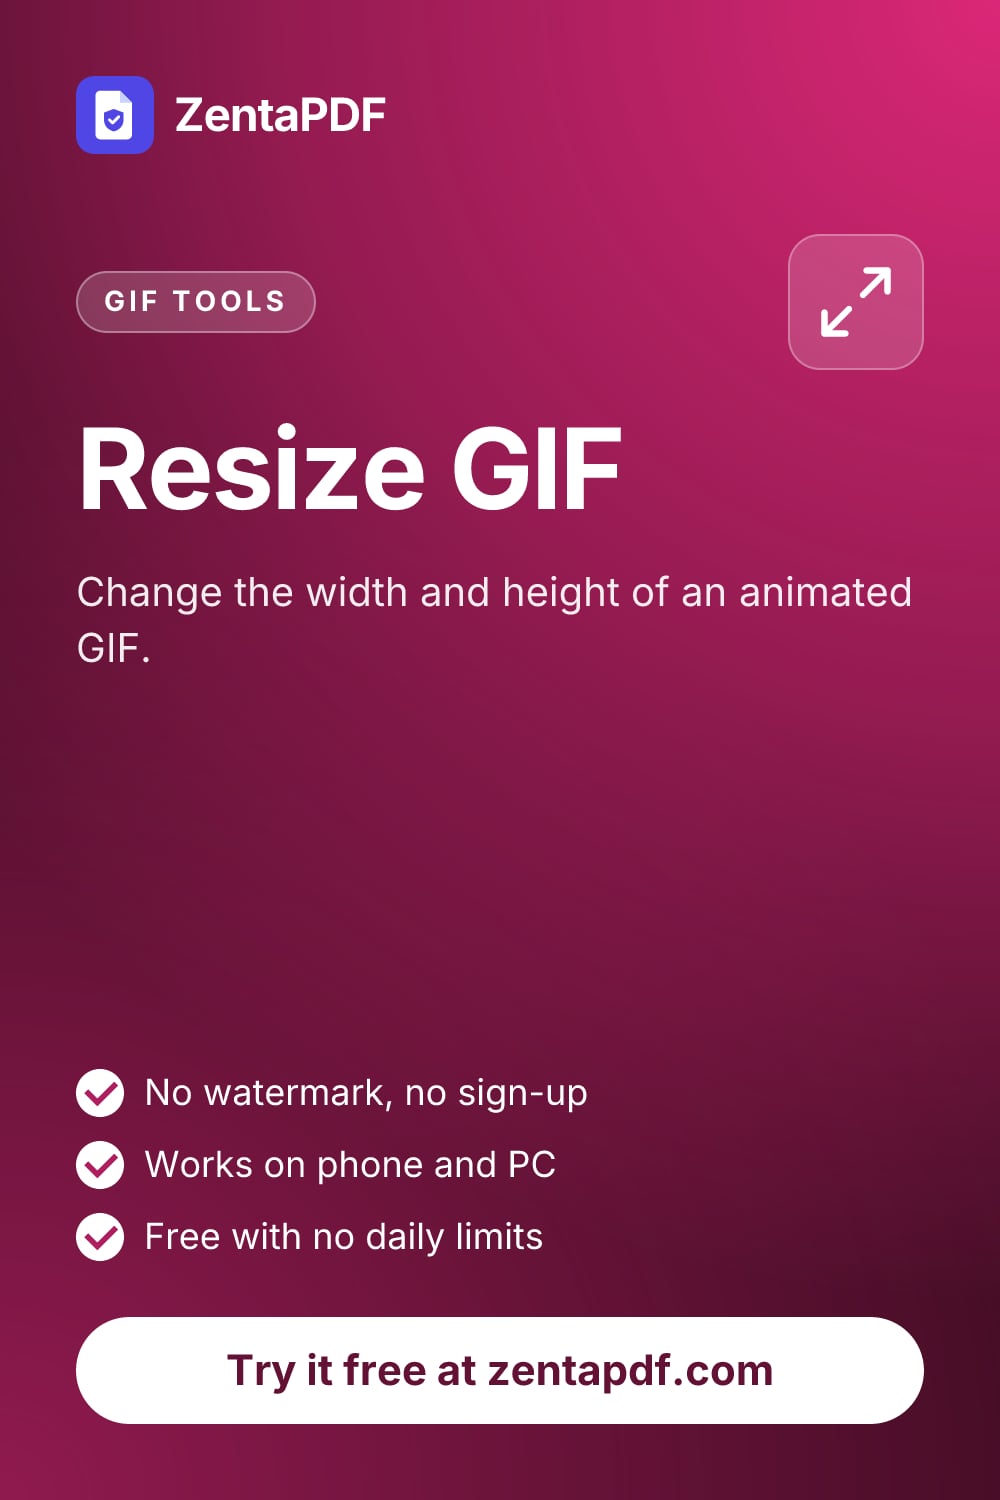 ZentaPDF
GIF TOOLS
Resize GIF
Change the width and height of an animated
GIF.
No watermark, no sign-up
Works on phone and PC
Free with no daily limits
Try it free at zentapdf.com